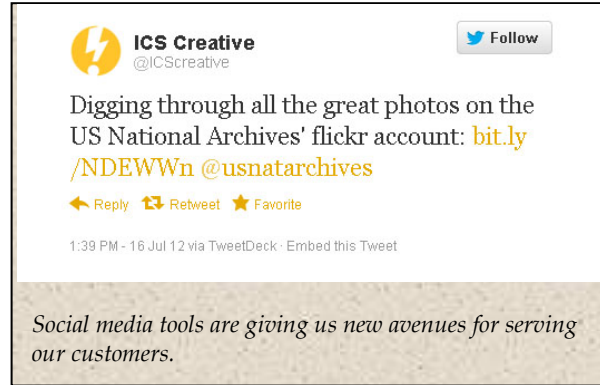 ICS Creative
@ICScreative
Follow
Digging through all the great photos on the
US National Archives' flickr account: bit.ly
/NDEWWn @usnatarchives
Reply Retweet Favorite
1:39 PM - 16 Jul 12 via TweetDeck · Embed this Tweet
Social media tools are giving us new avenues for serving
our customers.